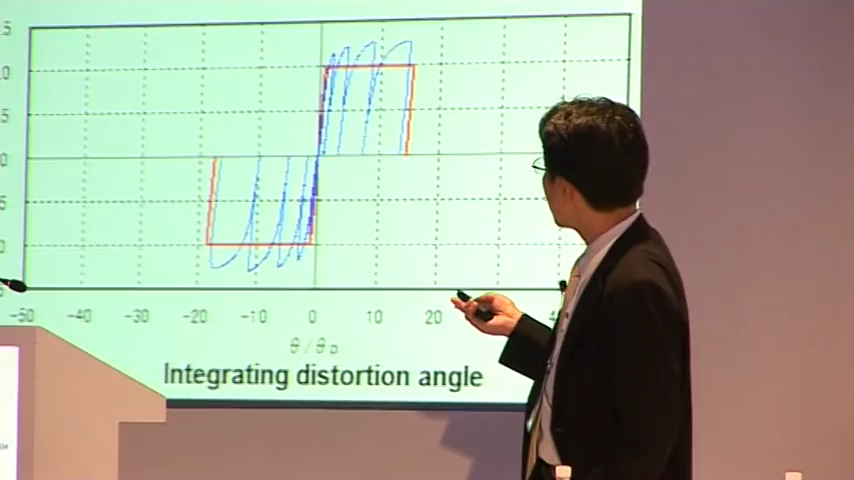 -50 -40 -30 -20 -10 0 10 20
θ / θp
Integrating distortion angle